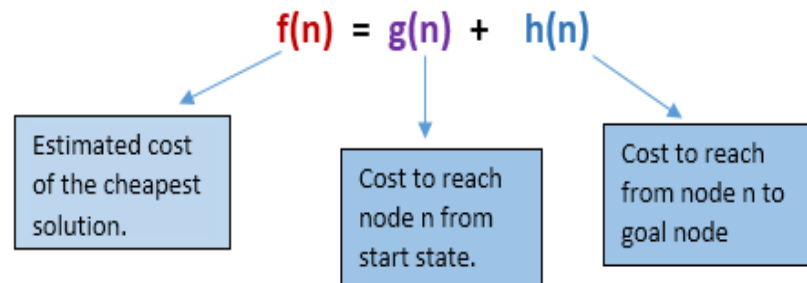 f(n) = g(n) + h(n)
Estimated cost
of the cheapest
solution.
Cost to reach
node n from
start state.
Cost to reach
from node n to
goal node